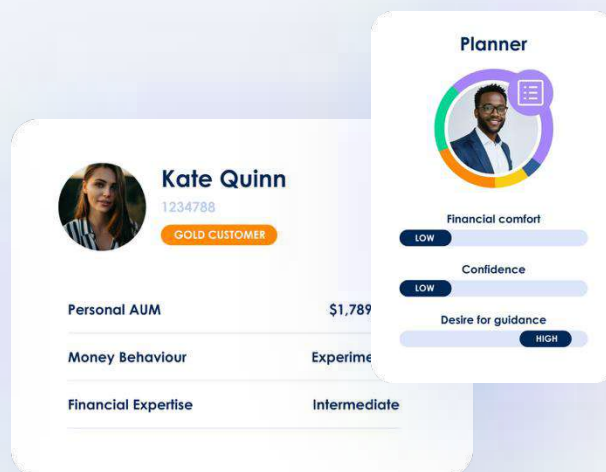 Planner
Kate Quinn
1234788
GOLD CUSTOMER
Financial comfort
LOW
Confidence
LOW
Desire for guidance
HIGH
Personal AUM $1,789
Money Behaviour
Financial Expertise Intermediate